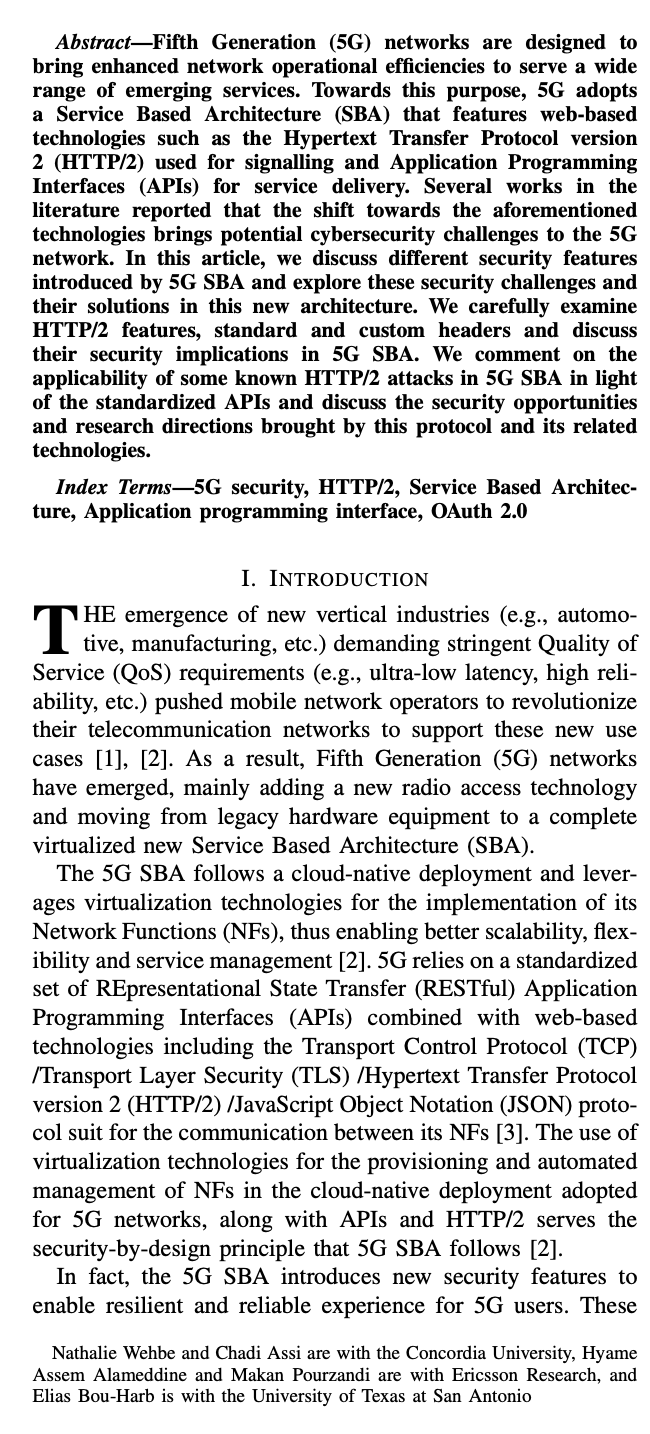 Abstract—Fifth Generation (5G) networks are designed to
bring enhanced network operational efficiencies to serve a wide
range of emerging services. Towards this purpose, 5G adopts
a Service Based Architecture (SBA) that features web-based
technologies such as the Hypertext Transfer Protocol version
2 (HTTP/2) used for signalling and Application Programming
Interfaces (APIs) for service delivery. Several works in the
literature reported that the shift towards the aforementioned
technologies brings potential cybersecurity challenges to the 5G
network. In this article, we discuss different security features
introduced by 5G SBA and explore these security challenges and
their solutions in this new architecture. We carefully examine
HTTP/2 features, standard and custom headers and discuss
their security implications in 5G SBA. We comment on the
applicability of some known HTTP/2 attacks in 5G SBA in light
of the standardized APIs and discuss the security opportunities
and research directions brought by this protocol and its related
technologies.
Index Terms—5G security, HTTP/2, Service Based Architec-
ture, Application programming interface, OAuth 2.0
I. INTRODUCTION
THE emergence of new vertical industries (e.g., automo-
tive, manufacturing, etc.) demanding stringent Quality of
Service (QoS) requirements (e.g., ultra-low latency, high reli-
ability, etc.) pushed mobile network operators to revolutionize
their telecommunication networks to support these new use
cases [1], [2]. As a result, Fifth Generation (5G) networks
have emerged, mainly adding a new radio access technology
and moving from legacy hardware equipment to a complete
virtualized new Service Based Architecture (SBA).
The 5G SBA follows a cloud-native deployment and lever-
ages virtualization technologies for the implementation of its
Network Functions (NFs), thus enabling better scalability, flex-
ibility and service management [2]. 5G relies on a standardized
set of REpresentational State Transfer (RESTful) Application
Programming Interfaces (APIs) combined with web-based
technologies including the Transport Control Protocol (TCP)
/Transport Layer Security (TLS) /Hypertext Transfer Protocol
version 2 (HTTP/2) /JavaScript Object Notation (JSON) proto-
col suit for the communication between its NFs [3]. The use of
virtualization technologies for the provisioning and automated
management of NFs in the cloud-native deployment adopted
for 5G networks, along with APIs and HTTP/2 serves the
security-by-design principle that 5G SBA follows [2].
In fact, the 5G SBA introduces new security features to
enable resilient and reliable experience for 5G users. These
Nathalie Wehbe and Chadi Assi are with the Concordia University, Hyame
Assem Alameddine and Makan Pourzandi are with Ericsson Research, and
Elias Bou-Harb is with the University of Texas at San Antonio